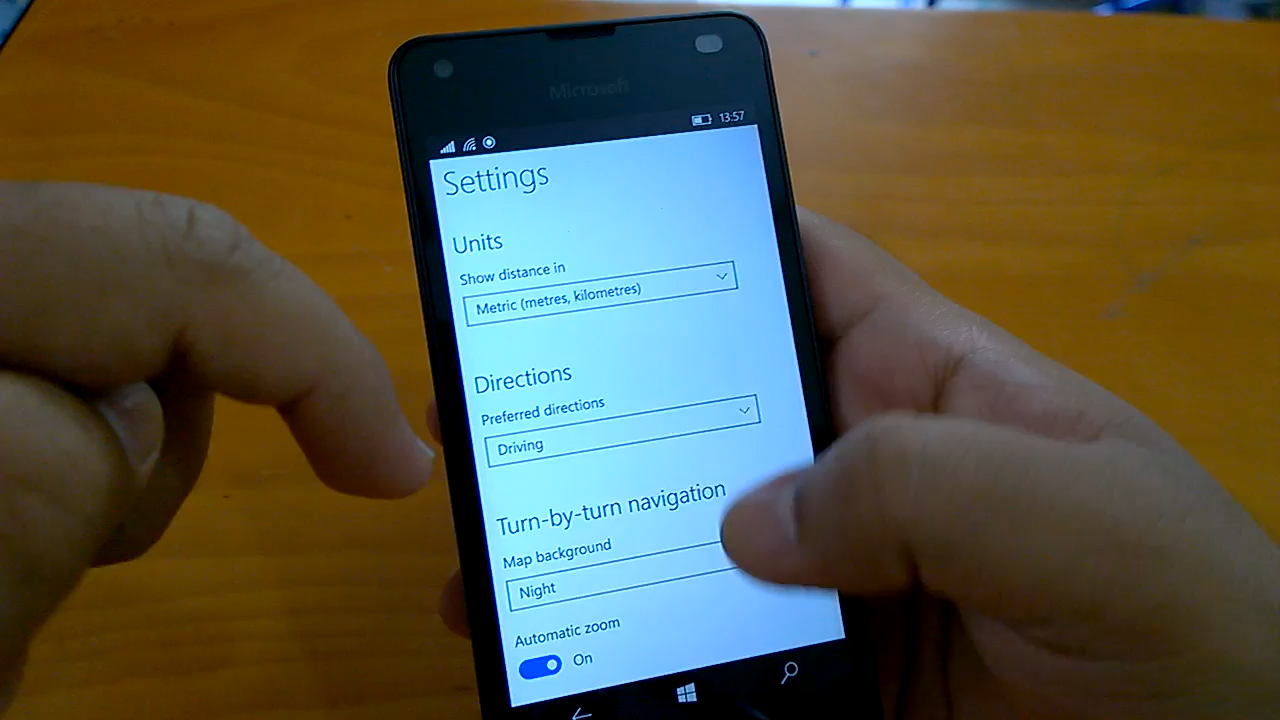 Microsoft
13:57
Settings
Units
Show distance in
Metric (metres, kilometres)
Directions
Preferred directions
Driving
Turn-by-turn navigation
Map background
Night
Automatic zoom
On